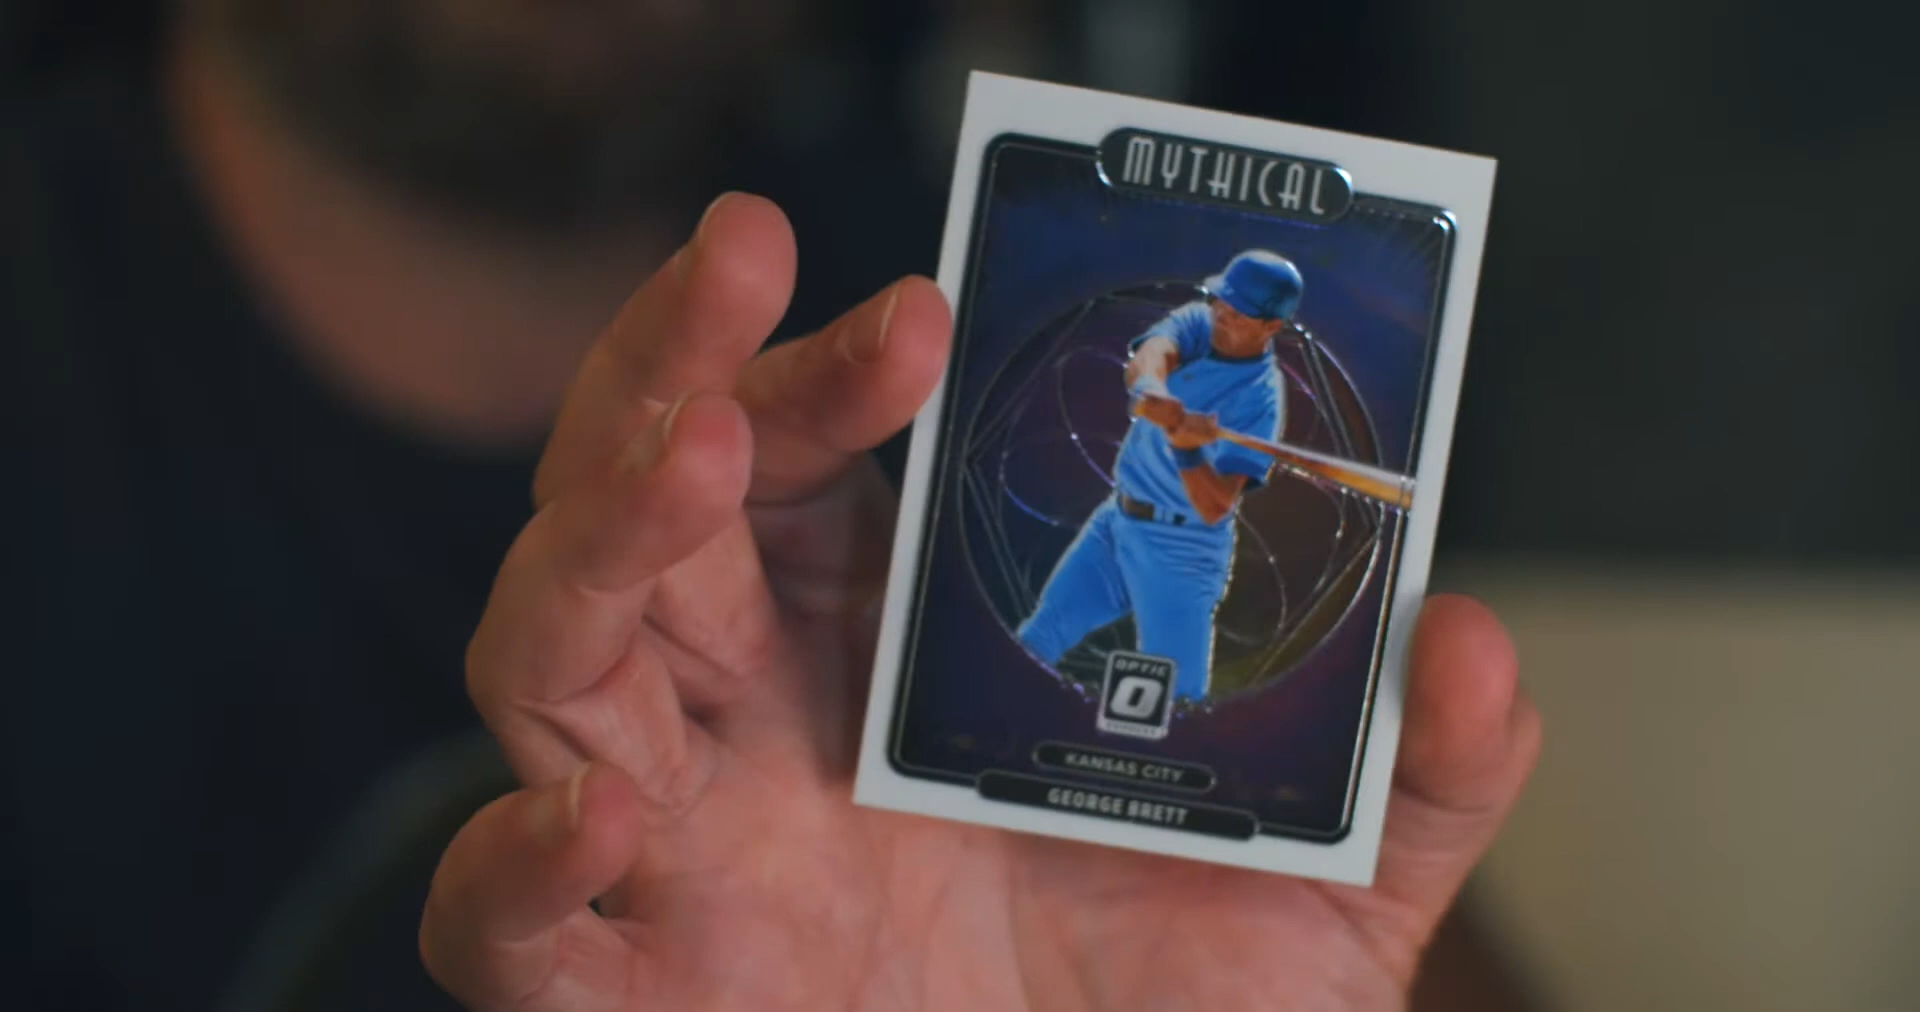 MYTHICAL
OPTIC
O
KANSAS CITY
GEORGE BRETT